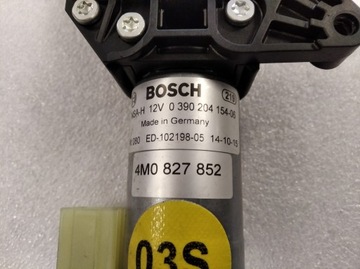 BOSCH
12V 0 390 204 154-08
Made in Germany
ED-102198-05 14-10-15
4M0 827 852
03S